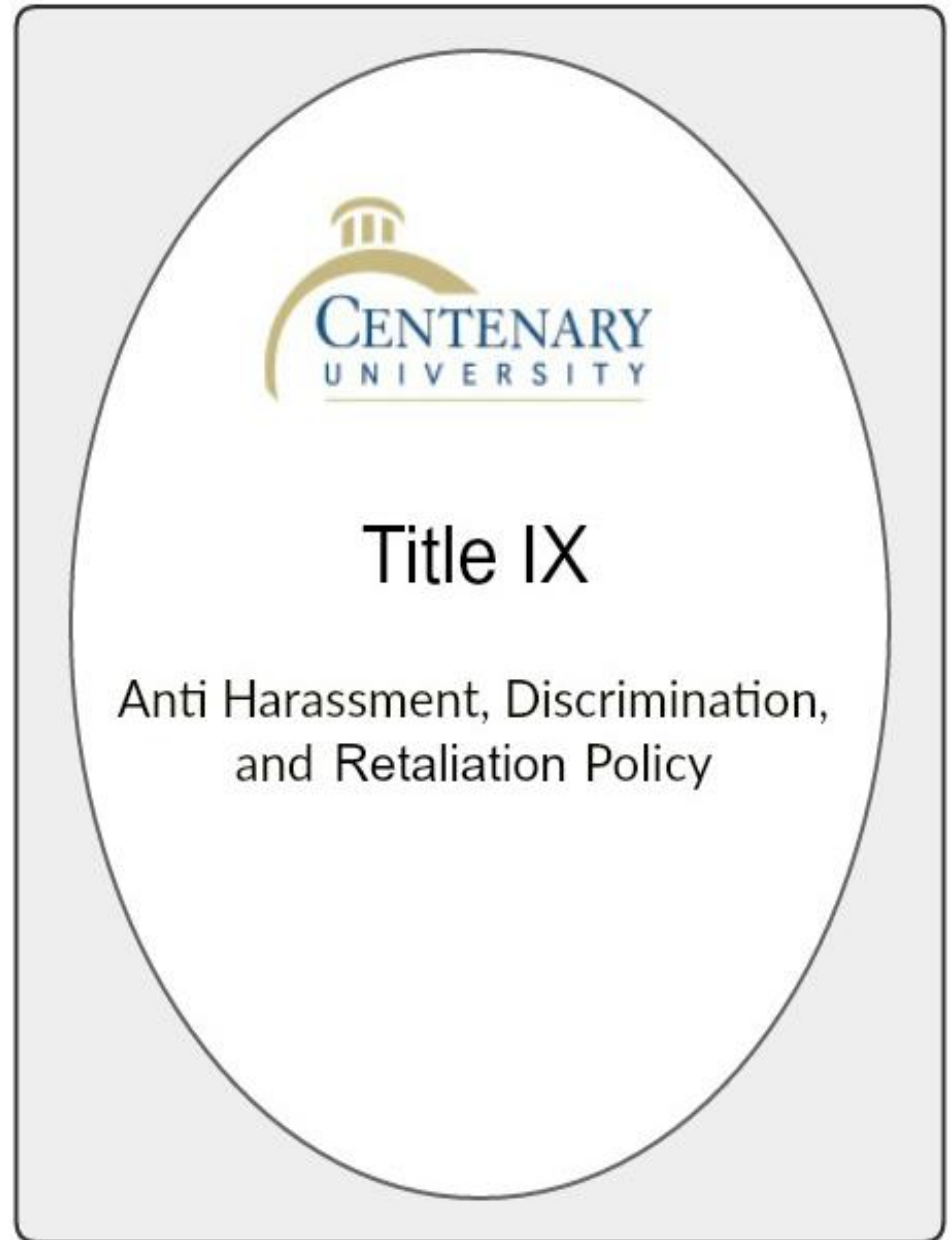 CENTENARY
UNIVERSITY
Title IX
Anti Harassment, Discrimination,
and Retaliation Policy